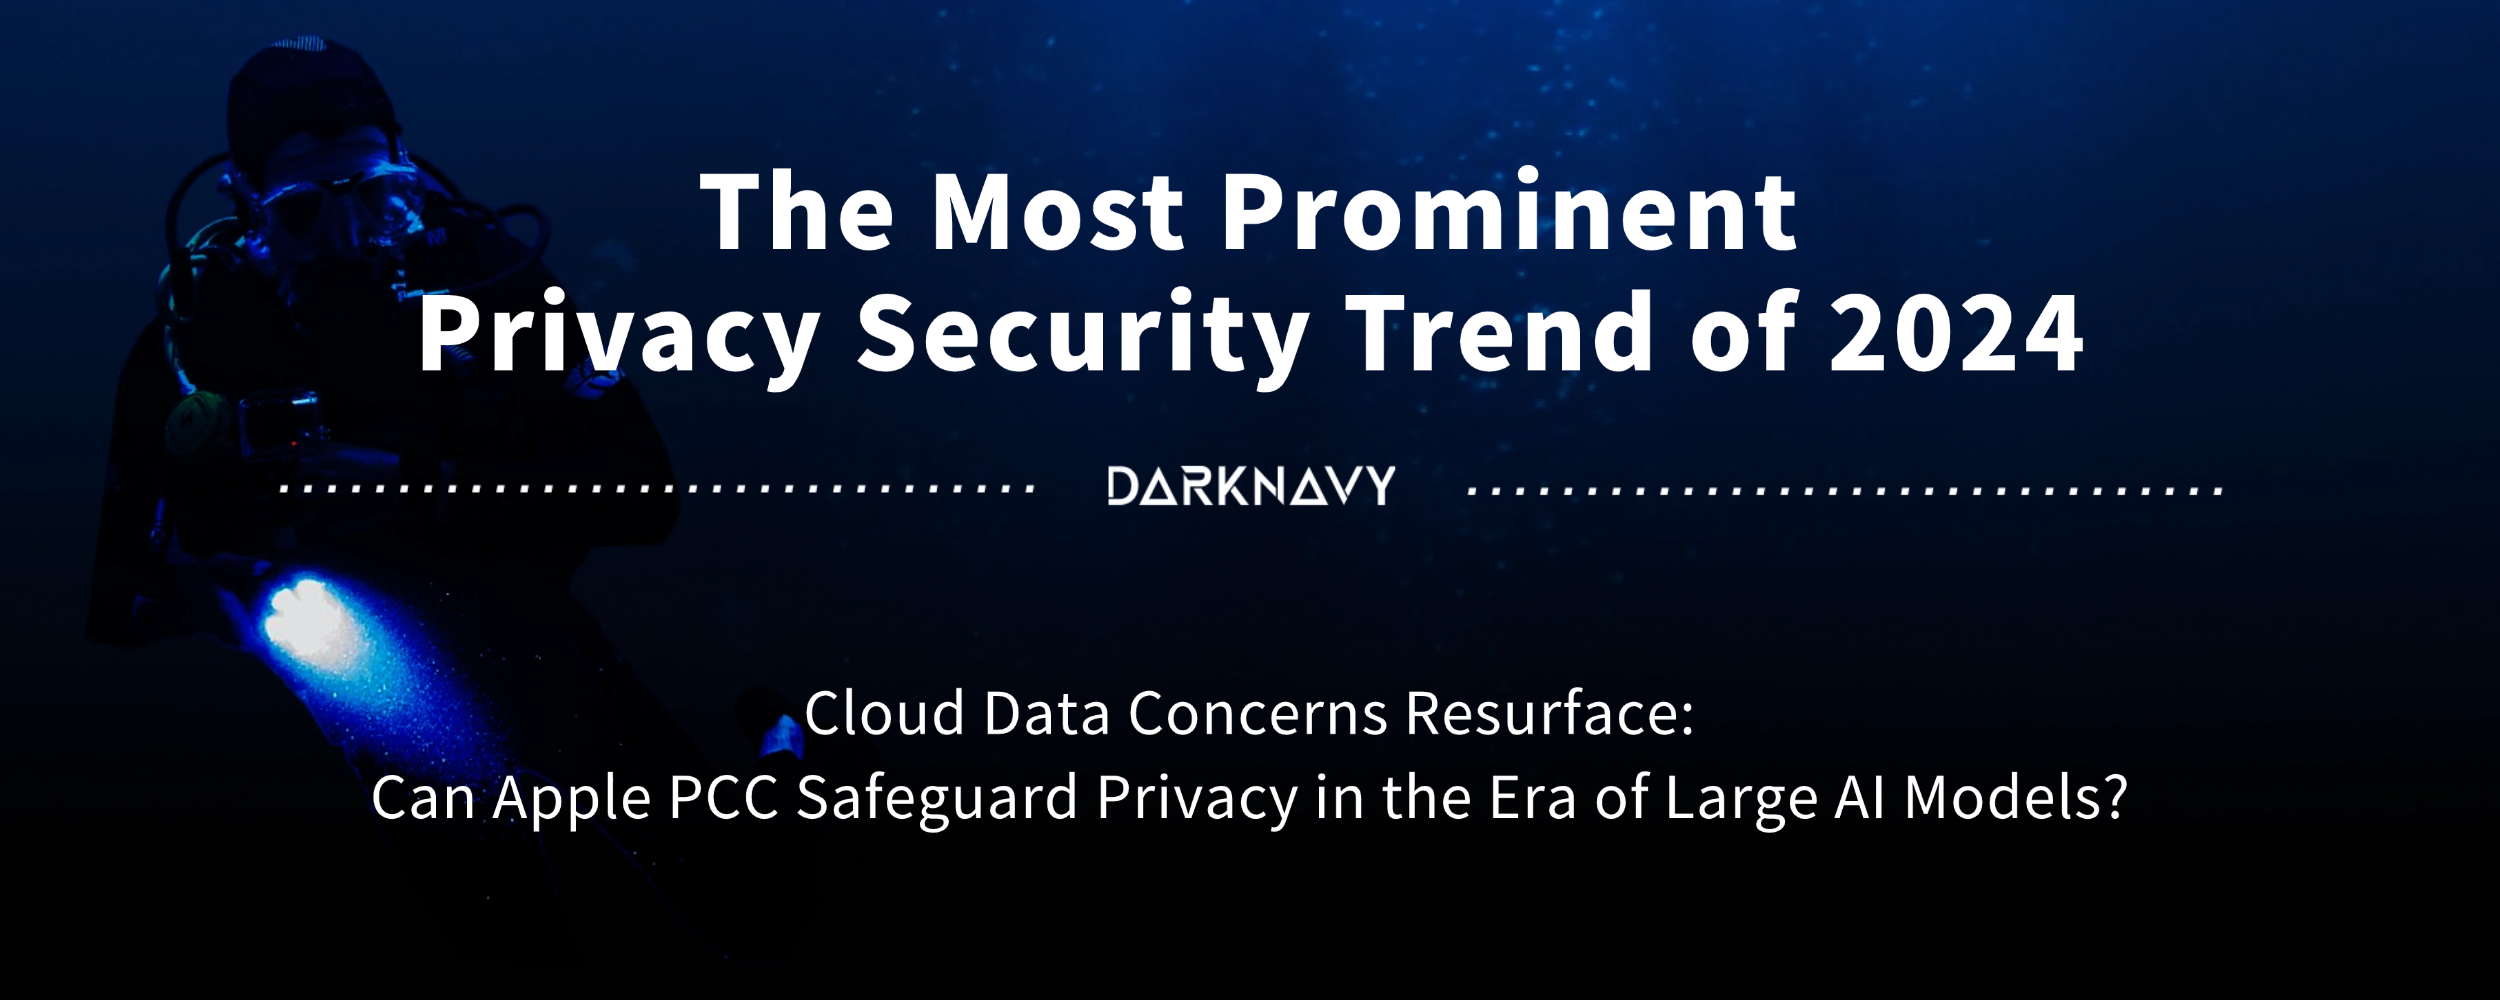 The Most Prominent
Privacy Security Trend of 2024
DARKNAVY
Cloud Data Concerns Resurface:
Can Apple PCC Safeguard Privacy in the Era of Large AI Models?